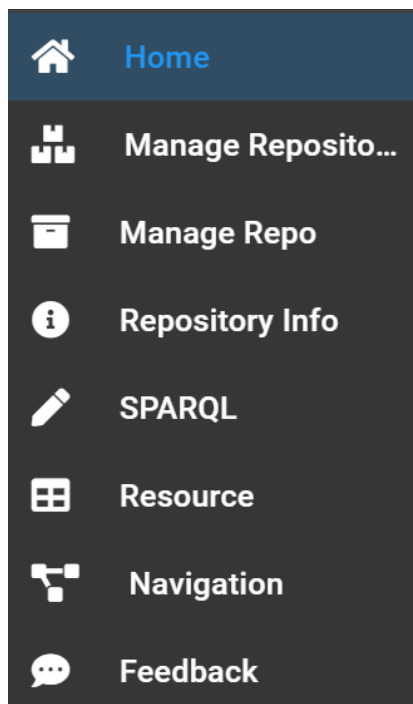 Home
Manage Reposito...
Manage Repo
Repository Info
SPARQL
Resource
Navigation
Feedback